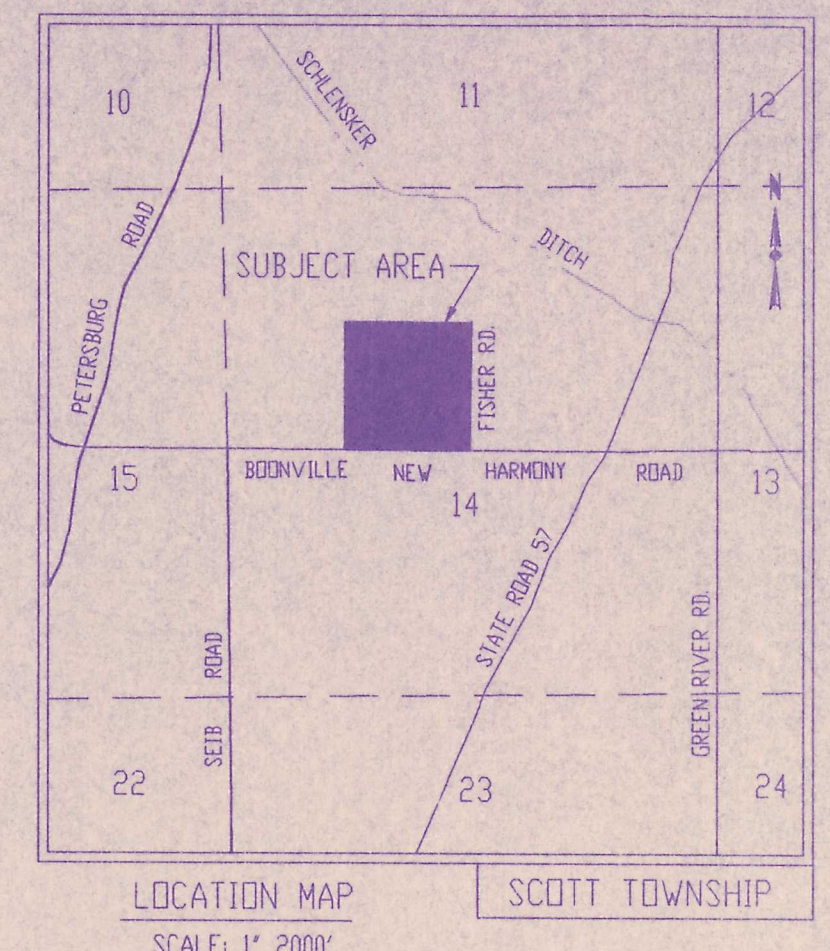 10
11
12
SCHLENSKER
N
ROAD
DITCH
SUBJECT AREA
PETERSBURG
FISHER RD.
15
BOONVILLE NEW HARMONY ROAD
14
13
STATE ROAD 57
SEIB ROAD
GREEN RIVER RD.
22
23
24
LOCATION MAP
SCOTT TOWNSHIP
SCALE: 1" 2000'